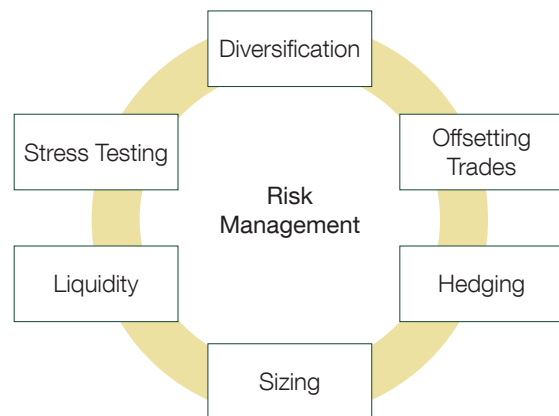 Diversification
Stress Testing
Offsetting
Trades
Risk
Management
Liquidity
Hedging
Sizing